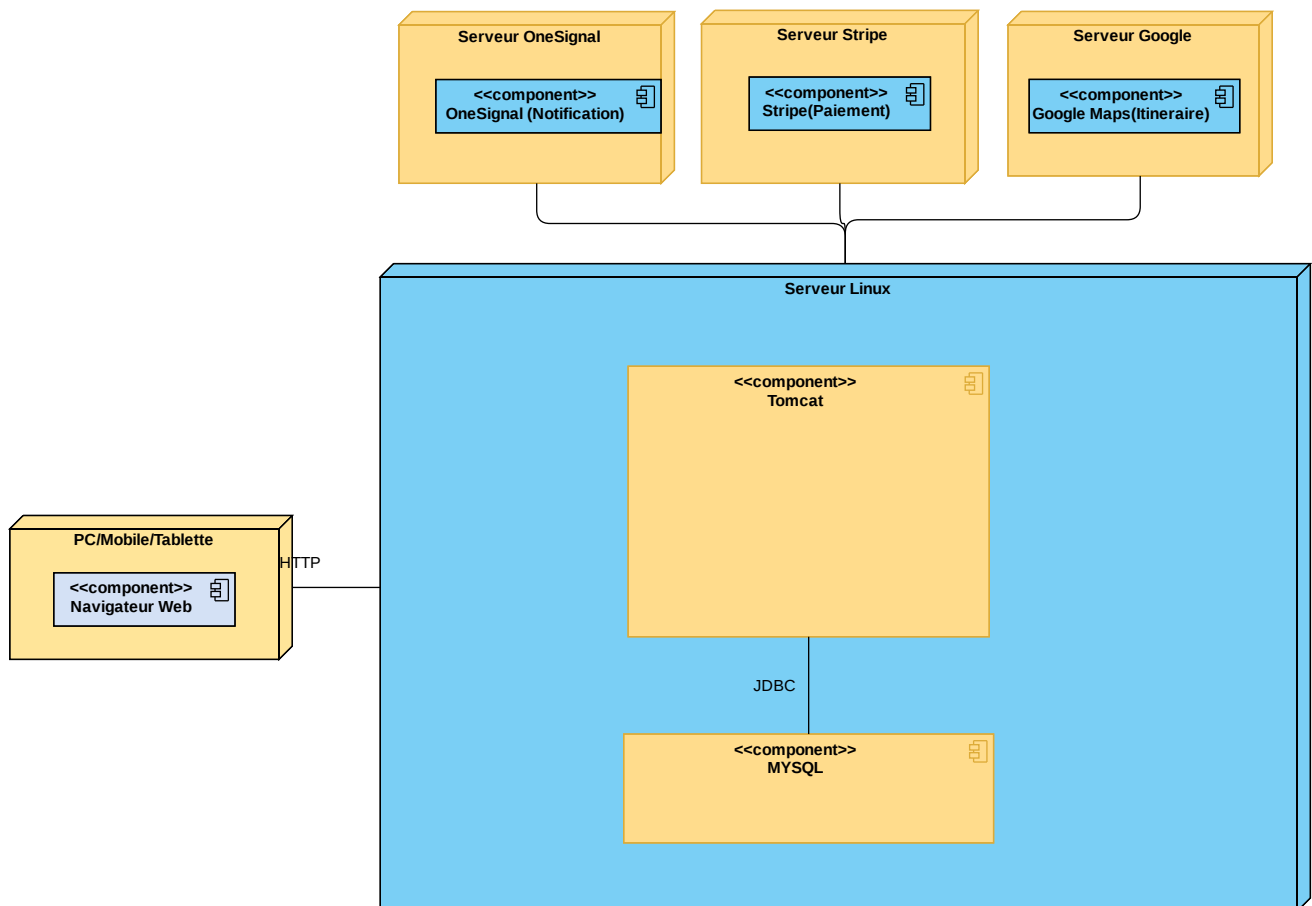 Serveur OneSignal
<<component>>
OneSignal (Notification)
Serveur Stripe
<<component>>
Stripe(Paiement)
Serveur Google
<<component>>
Google Maps(Itineraire)
Serveur Linux
<<component>>
Tomcat
PC/Mobile/Tablette
<<component>>
Navigateur Web
HTTP
JDBC
<<component>>
MYSQL